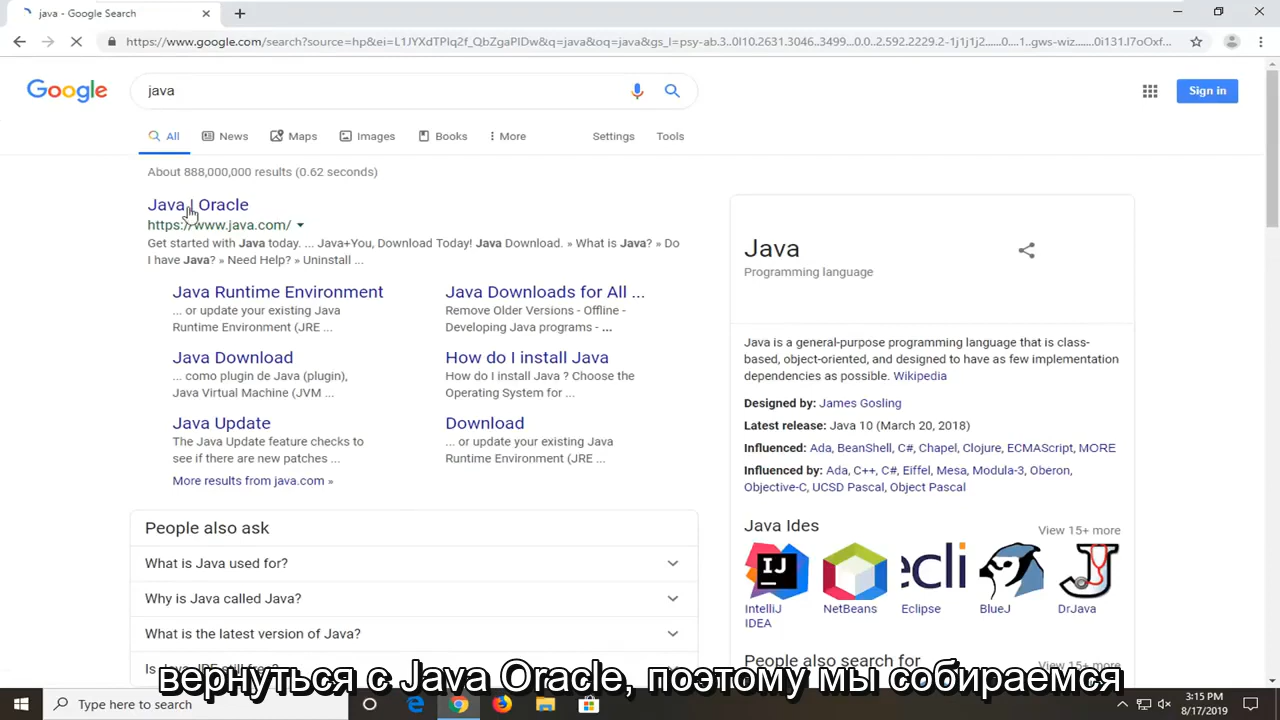 java - Google Search
https://www.google.com/search?source=hp&ei=L1JYXdTPIq2f_QbZgaPIDw&q=java&oq=java&gs_l=psy-ab.3..0l10.2631.3046..3499...0.0..2.592.2229.2-1j1j1j2......0....1..gws-wiz.......0i131.l7oOxf...
Google
java
Sign in
All News Maps Images Books More Settings Tools
About 888,000,000 results (0.62 seconds)
Java | Oracle
https://www.java.com/
Get started with Java today. ... Java+You, Download Today! Java Download. » What is Java? » Do
I have Java? » Need Help? » Uninstall ...
Java Runtime Environment
... or update your existing Java
Runtime Environment (JRE ...
Java Downloads for All ...
Remove Older Versions - Offline -
Developing Java programs - ...
Java Download
... como plugin de Java (plugin),
Java Virtual Machine (JVM ...
How do I install Java
How do I install Java ? Choose the
Operating System for ...
Java Update
The Java Update feature checks to
see if there are new patches ...
Download
... or update your existing Java
Runtime Environment (JRE ...
More results from java.com »
People also ask
What is Java used for?
Why is Java called Java?
What is the latest version of Java?
Is Java JRE still free?
Java
Programming language
Java is a general-purpose programming language that is class-
based, object-oriented, and designed to have as few implementation
dependencies as possible. Wikipedia
Designed by: James Gosling
Latest release: Java 10 (March 20, 2018)
Influenced: Ada, BeanShell, C#, Chapel, Clojure, ECMAScript, MORE
Influenced by: Ada, C++, C#, Eiffel, Mesa, Modula-3, Oberon,
Objective-C, UCSD Pascal, Object Pascal
Java Ides
View 15+ more
IJ
ecli
J
IntelliJ
IDEA
NetBeans
Eclipse
BlueJ
DrJava
People also search for
View 15+ more
вернуться с Java Oracle, поэтому мы собираемся
Type here to search
3:15 PM
8/17/2019